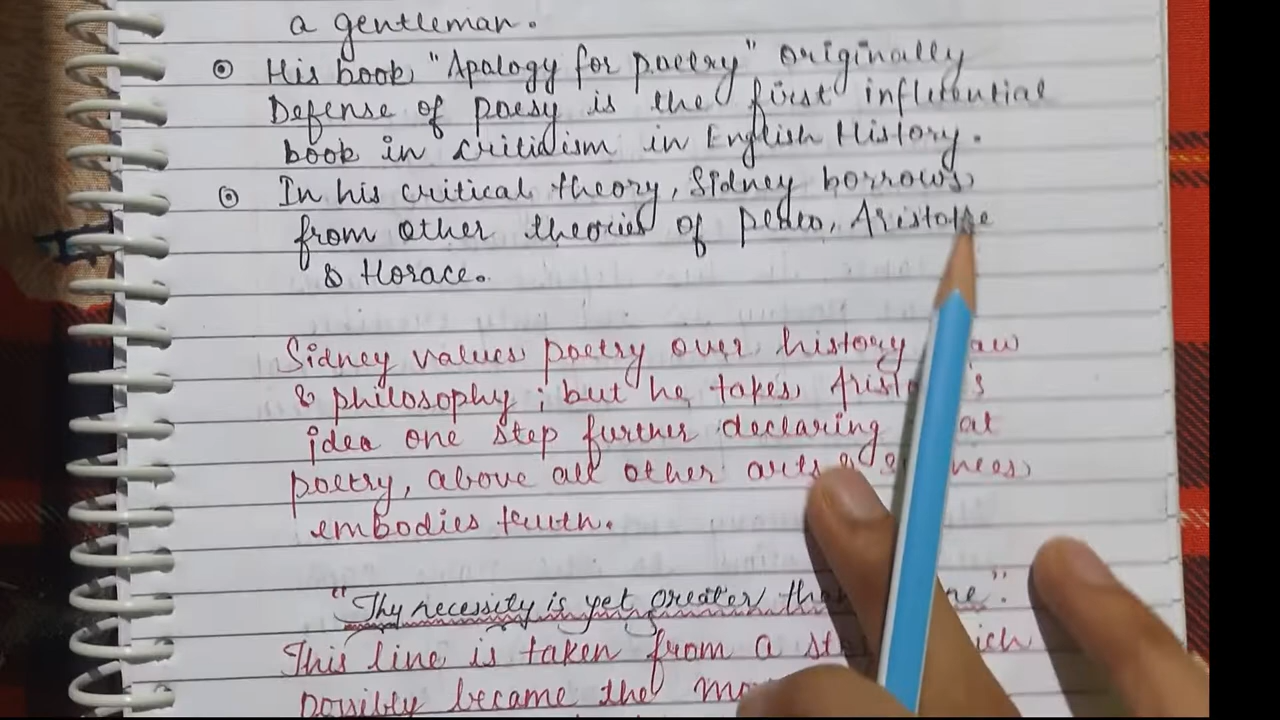 a gentleman.
His book "Apalogy for poetry" originally
Defense of poesy is the first influential
book in critidism in English History.
In his critical theory, Sidney borrows
from other theories of Aristotle
& Horace.
Sidney values poetry over history
& philosophy ; but he takes
idea one step further declaring
poetry, above all other arts &
embodies truth.
"Thy necessity is yet greater
This line is taken from a
possibly became the